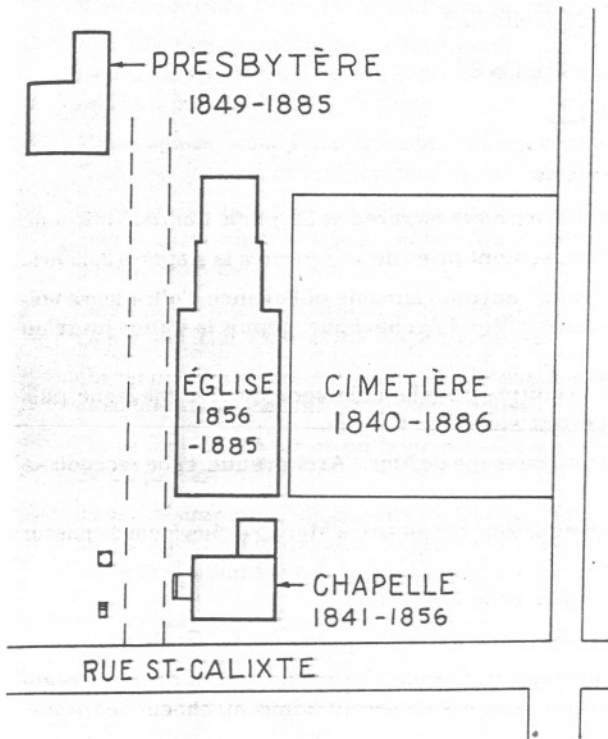 PRESBYTÈRE
1849-1885
ÉGLISE
1856
-1885
CIMETIÈRE
1840-1886
CHAPELLE
1841-1856
RUE ST-CALIXTE